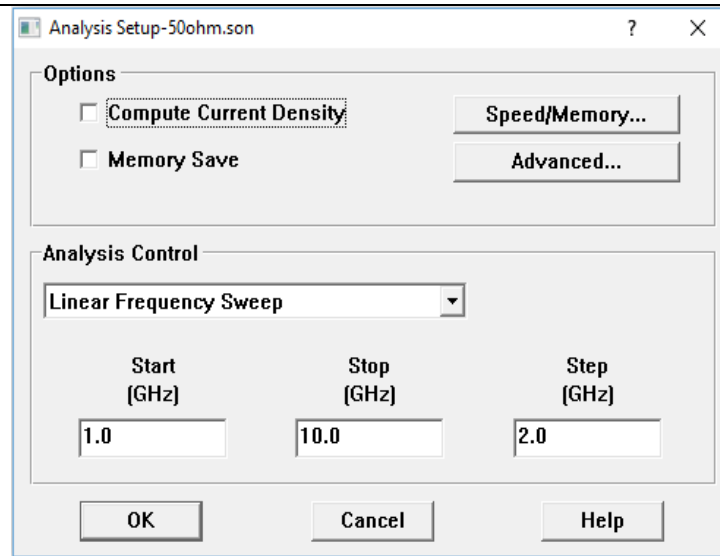 Analysis Setup-50ohm.son ? X
Options
Compute Current Density Speed/Memory...
Memory Save Advanced...
Analysis Control
Linear Frequency Sweep
Start Stop Step
(GHz) (GHz) (GHz)
1.0 10.0 2.0
OK Cancel Help